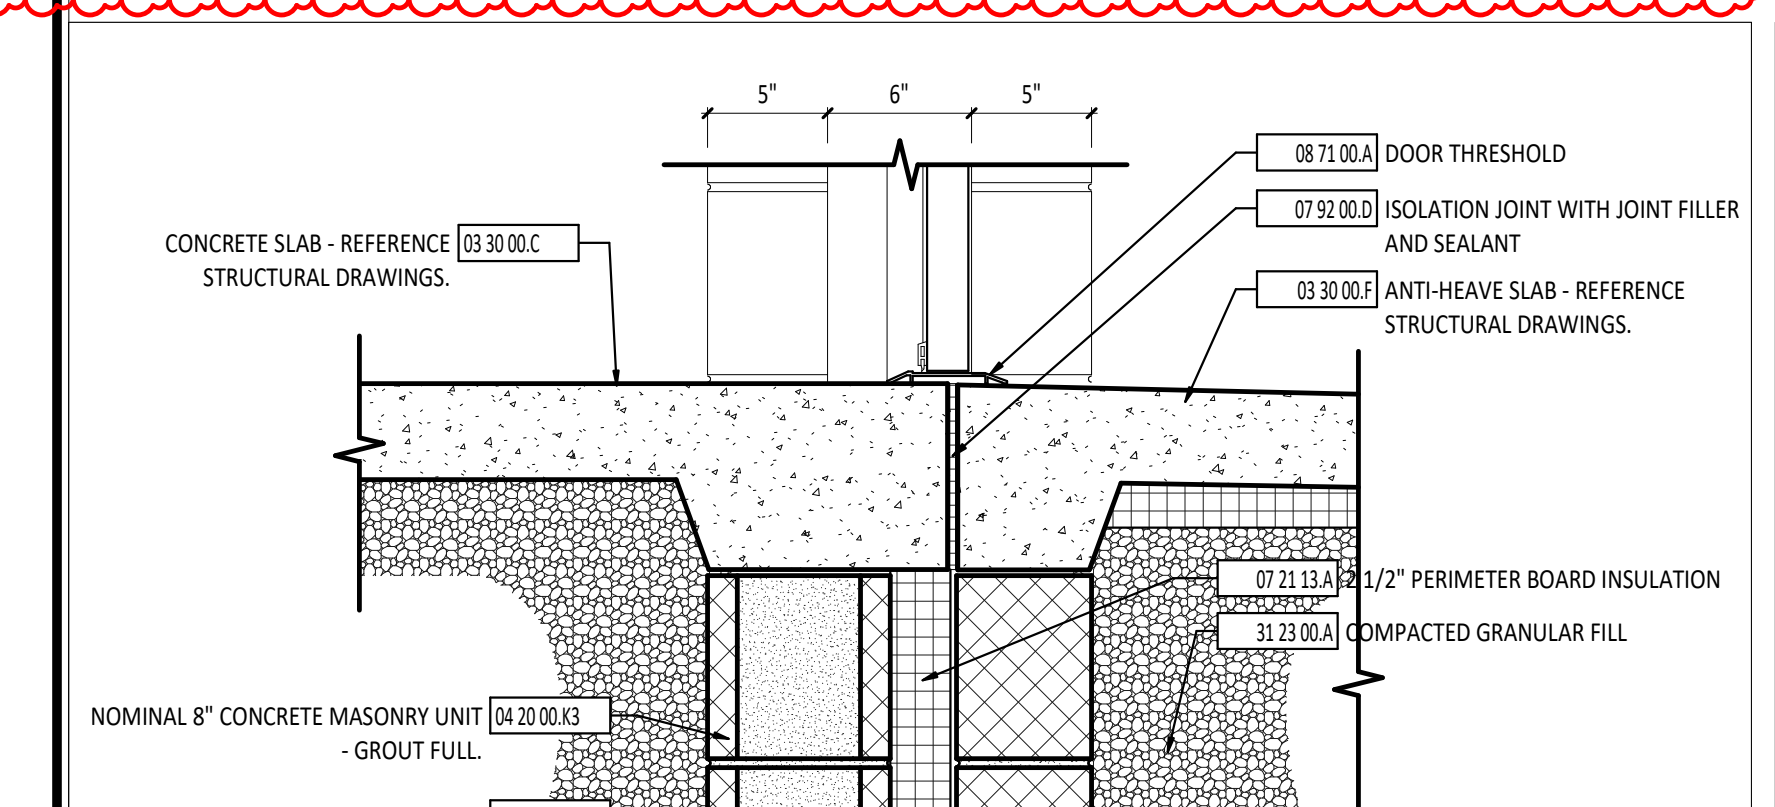 5" 6" 5"
08 71 00.A DOOR THRESHOLD
07 92 00.D ISOLATION JOINT WITH JOINT FILLER
AND SEALANT
CONCRETE SLAB - REFERENCE 03 30 00.C
STRUCTURAL DRAWINGS.
03 30 00.F ANTI-HEAVE SLAB - REFERENCE
STRUCTURAL DRAWINGS.
07 21 13.A 2 1/2" PERIMETER BOARD INSULATION
31 23 00.A COMPACTED GRANULAR FILL
NOMINAL 8" CONCRETE MASONRY UNIT 04 20 00.K3
- GROUT FULL.